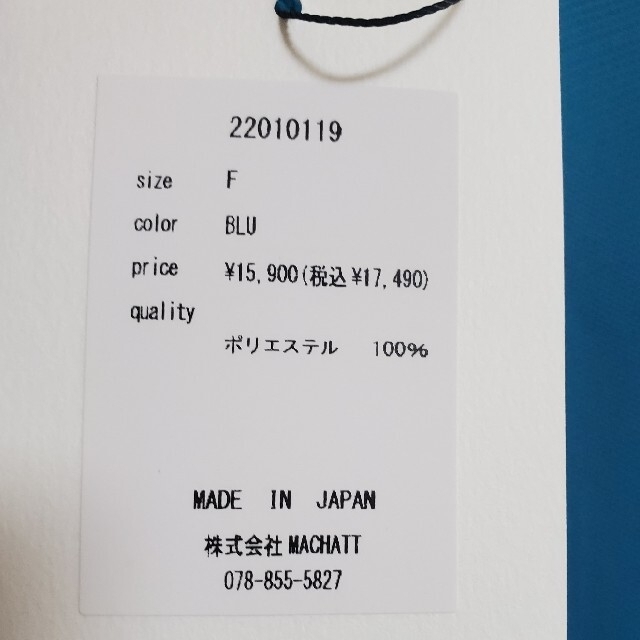 22010119
size F
color BLU
price ¥15,900(税込¥17,490)
quality
ポリエステル 100%
MADE IN JAPAN
株式会社MACHATT
078-855-5827